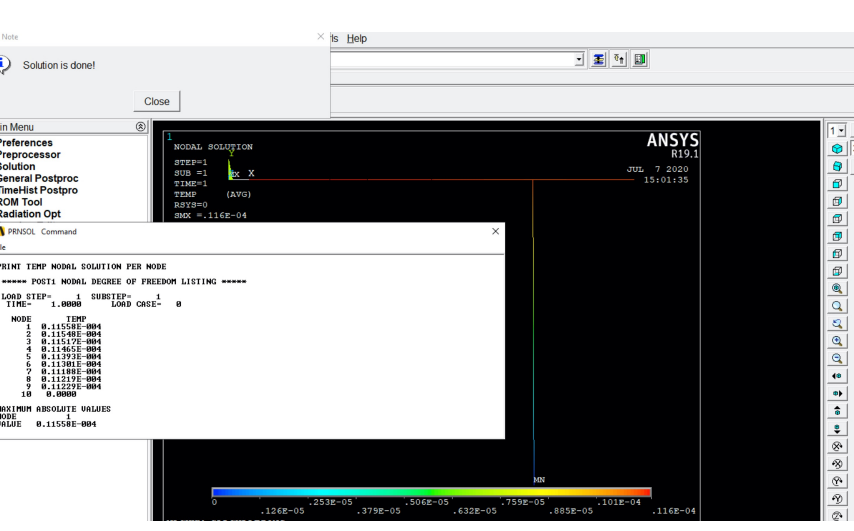 Note
Help
Solution is done!
Close
Menu
Preferences
Preprocessor
Solution
General Postproc
TimeHist Postpro
ROM Tool
Radiation Opt
1
NODAL SOLUTION
STEP=1
SUB =1
TIME=1
TEMP (AVG)
RSYS=0
SMX =.116E-04
Y
X
ANSYS
R19.1
JUL 7 2020
15:01:35
1
PRNSOL Command
PRINT TEMP NODAL SOLUTION PER NODE
***** POST1 NODAL DEGREE OF FREEDOM LISTING *****
LOAD STEP= 1 SUBSTEP= 1
TIME= 1.0000 LOAD CASE= 0
NODE TEMP
1 0.11558E-004
2 0.11548E-004
3 0.11517E-004
4 0.11465E-004
5 0.11393E-004
6 0.11301E-004
7 0.11188E-004
8 0.11219E-004
9 0.11229E-004
10 0.0000
MAXIMUM ABSOLUTE VALUES
NODE 1
VALUE 0.11558E-004
MN
0 .253E-05 .506E-05 .759E-05 .101E-04
.126E-05 .379E-05 .632E-05 .885E-05 .116E-04